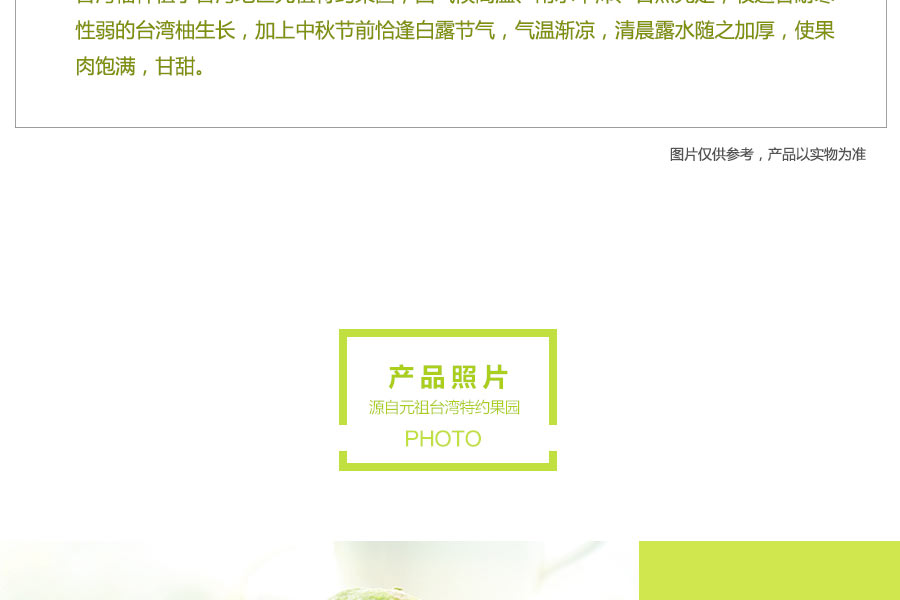 性弱的台湾柚生长，加上中秋节前恰逢白露节气，气温渐凉，清晨露水随之加厚，使果
肉饱满，甘甜。
图片仅供参考，产品以实物为准
产品照片
源自元祖台湾特约果园
PHOTO